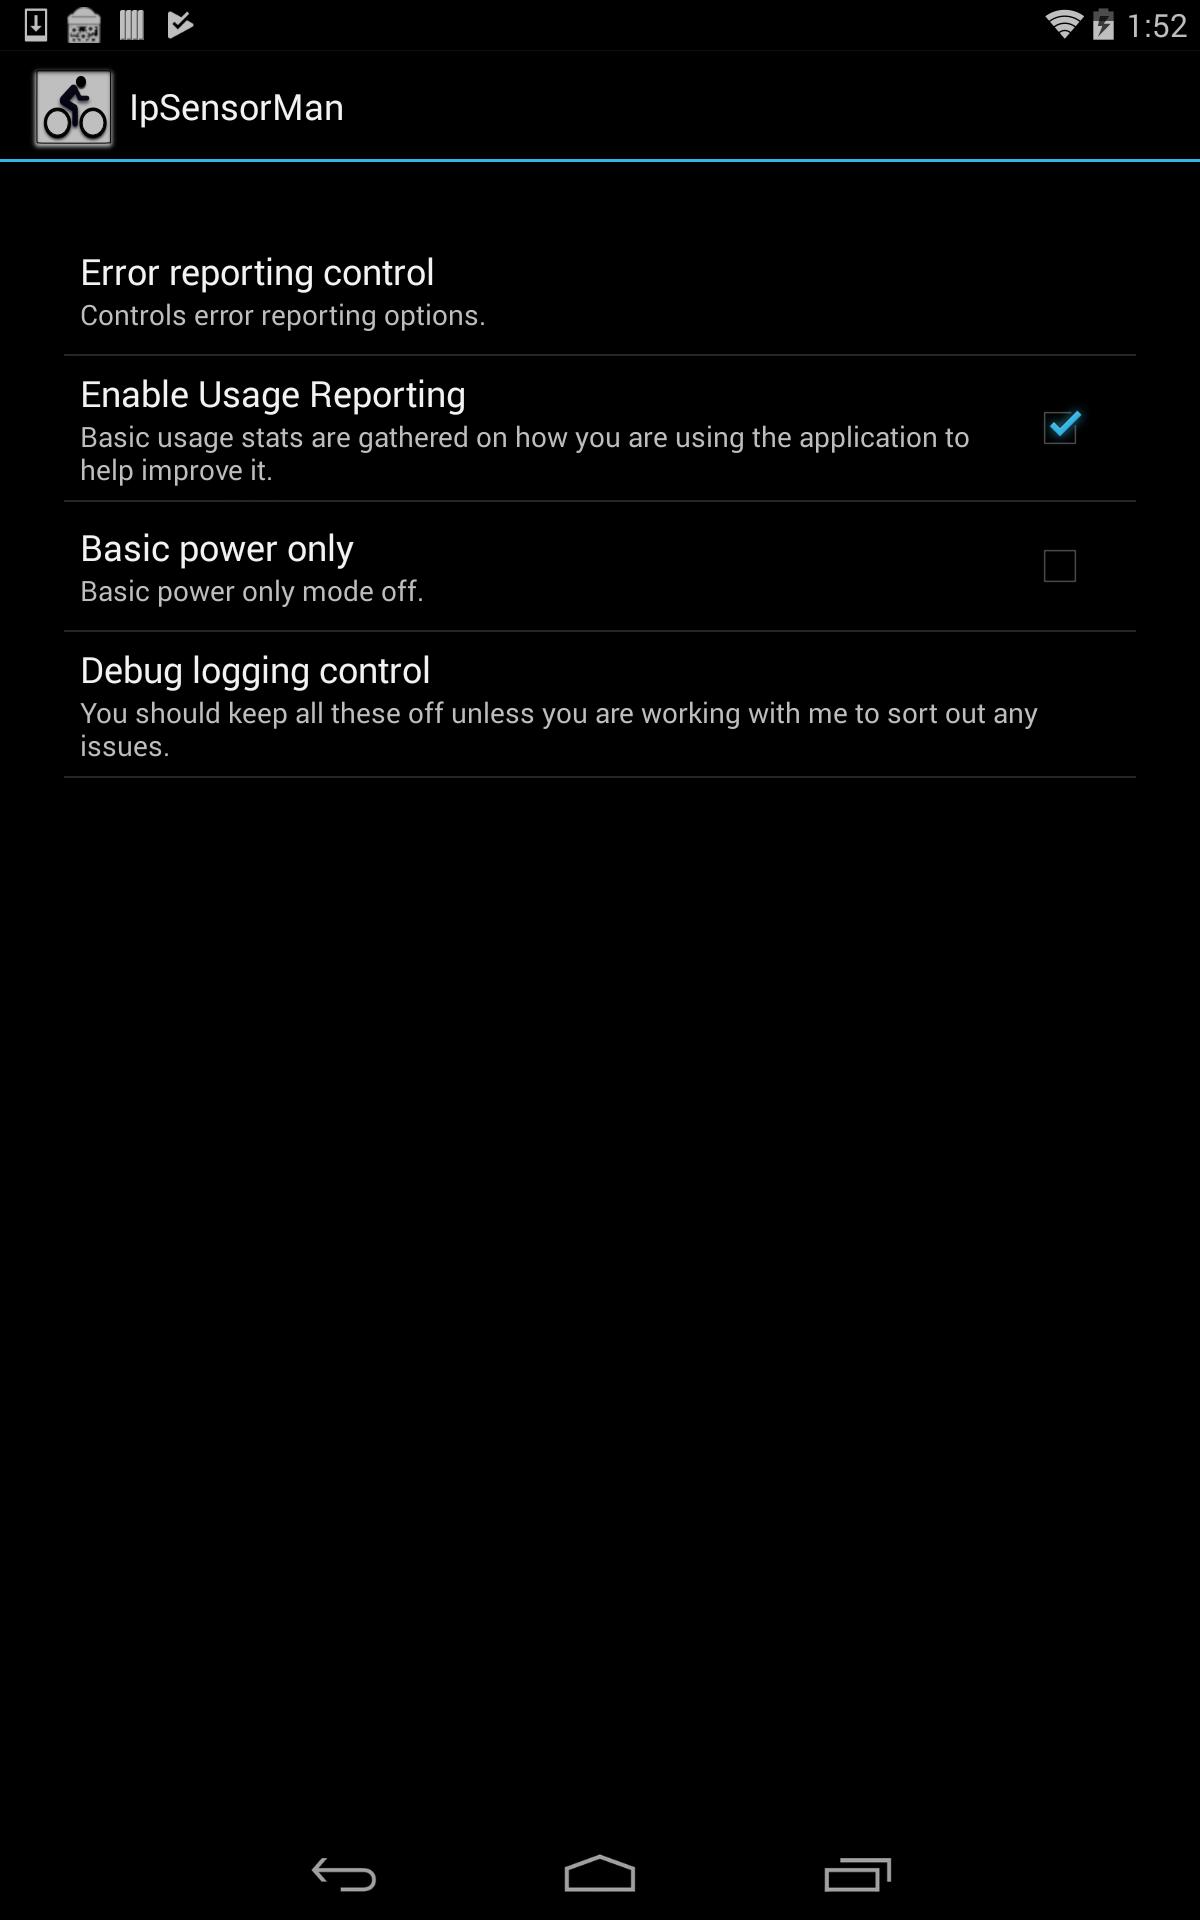 1:52
IpSensorMan
Error reporting control
Controls error reporting options.
Enable Usage Reporting
Basic usage stats are gathered on how you are using the application to
help improve it.
Basic power only
Basic power only mode off.
Debug logging control
You should keep all these off unless you are working with me to sort out any
issues.